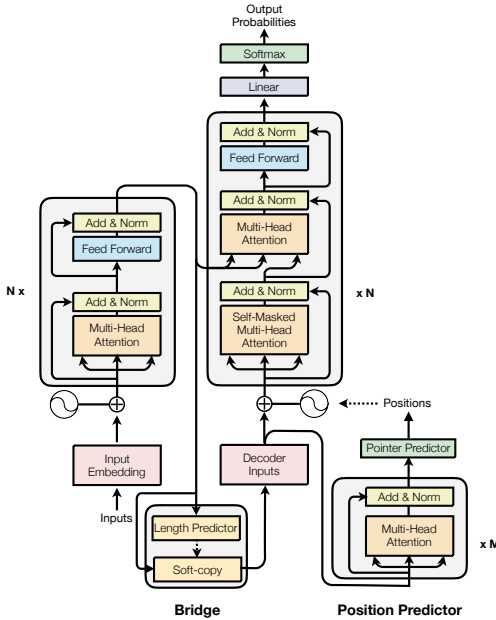 Output
Probabilities
Softmax
Linear
Add & Norm
Feed Forward
Add & Norm
Multi-Head
Attention
Add & Norm
Self-Masked
Multi-Head
Attention
x N
Add & Norm
Feed Forward
Add & Norm
Multi-Head
Attention
N x
Input
Embedding
Inputs
Decoder
Inputs
Positions
Pointer Predictor
Add & Norm
Multi-Head
Attention
x M
Length Predictor
Soft-copy
Bridge
Position Predictor